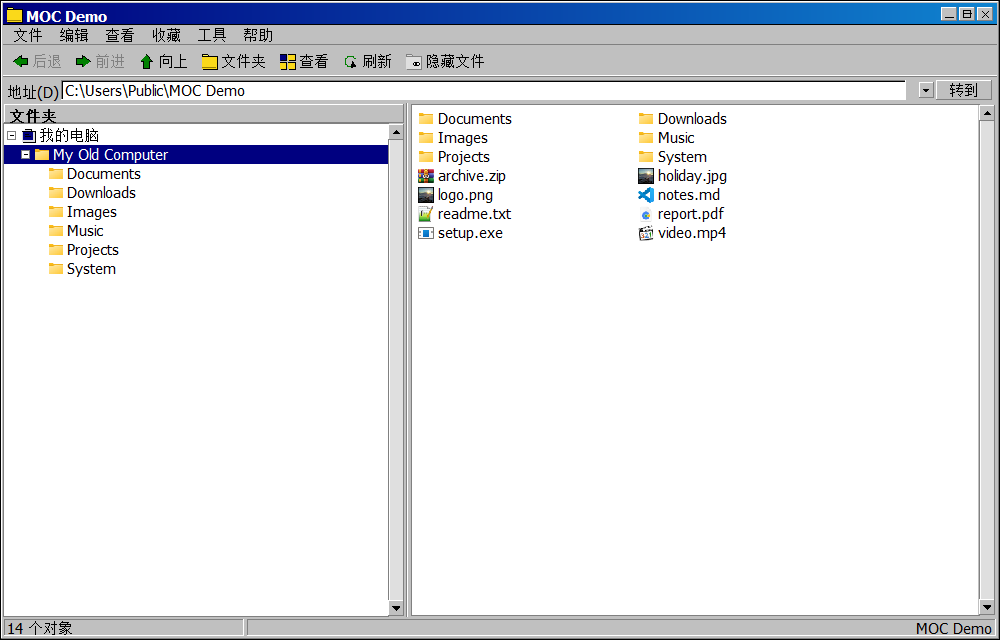 MOC Demo
文件 编辑 查看 收藏 工具 帮助
后退 前进 向上 文件夹 查看 刷新 隐藏文件
地址(D) C:\Users\Public\MOC Demo 转到
文件夹
我的电脑
My Old Computer
Documents
Downloads
Images
Music
Projects
System
Documents Downloads
Images Music
Projects System
archive.zip holiday.jpg
logo.png notes.md
readme.txt report.pdf
setup.exe video.mp4
14 个对象 MOC Demo